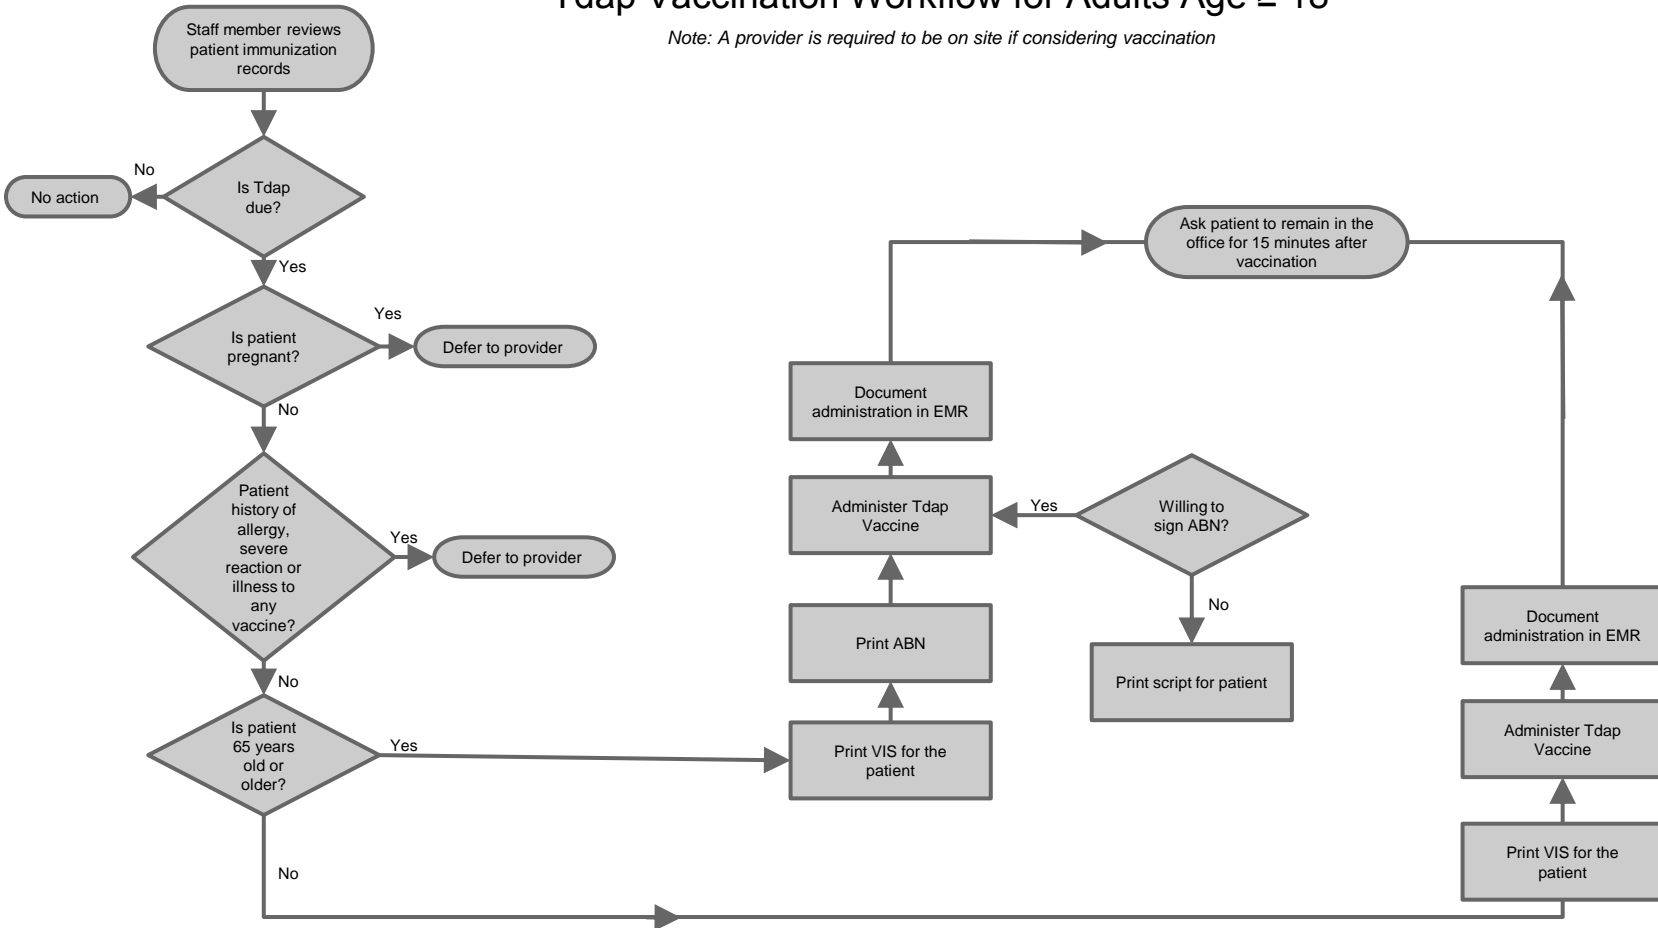 Tdap Vaccination Workflow for Adults Age ≥ 18
Note: A provider is required to be on site if considering vaccination
Staff member reviews
patient immunization
records
Is Tdap
due?
No
No action
Yes
Is patient
pregnant?
Yes
Defer to provider
No
Patient
history of
allergy,
severe
reaction or
illness to
any
vaccine?
Yes
Defer to provider
No
Is patient
65 years
old or
older?
Yes
No
Ask patient to remain in the
office for 15 minutes after
vaccination
Document
administration in EMR
Administer Tdap
Vaccine
Yes
Willing to
sign ABN?
No
Print script for patient
Print ABN
Print VIS for the
patient
Document
administration in EMR
Administer Tdap
Vaccine
Print VIS for the
patient